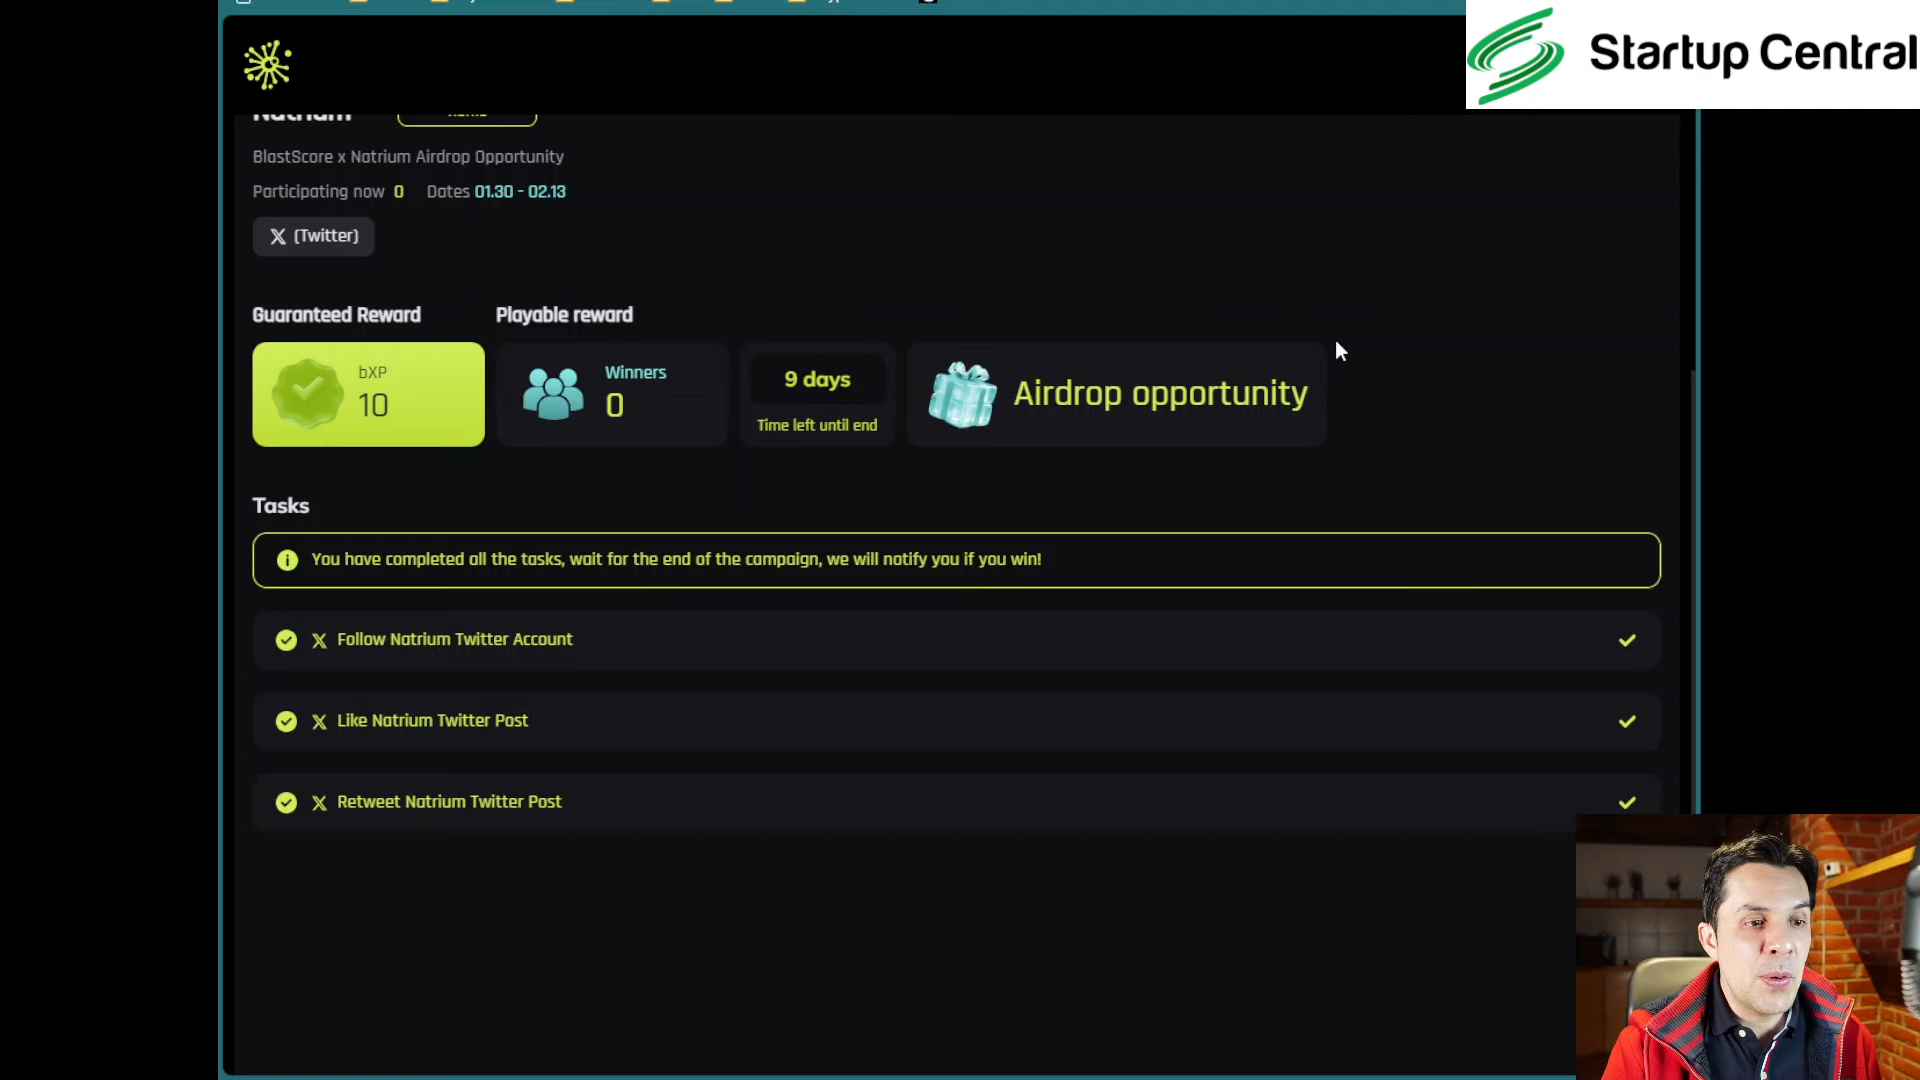 Startup Central
Natrium
BlastScore x Natrium Airdrop Opportunity
Participating now 0 Dates 01.30 - 02.13
X (Twitter)
Guaranteed Reward
Playable reward
bXP
10
Winners
0
9 days
Time left until end
Airdrop opportunity
Tasks
You have completed all the tasks, wait for the end of the campaign, we will notify you if you win!
X Follow Natrium Twitter Account
X Like Natrium Twitter Post
X Retweet Natrium Twitter Post